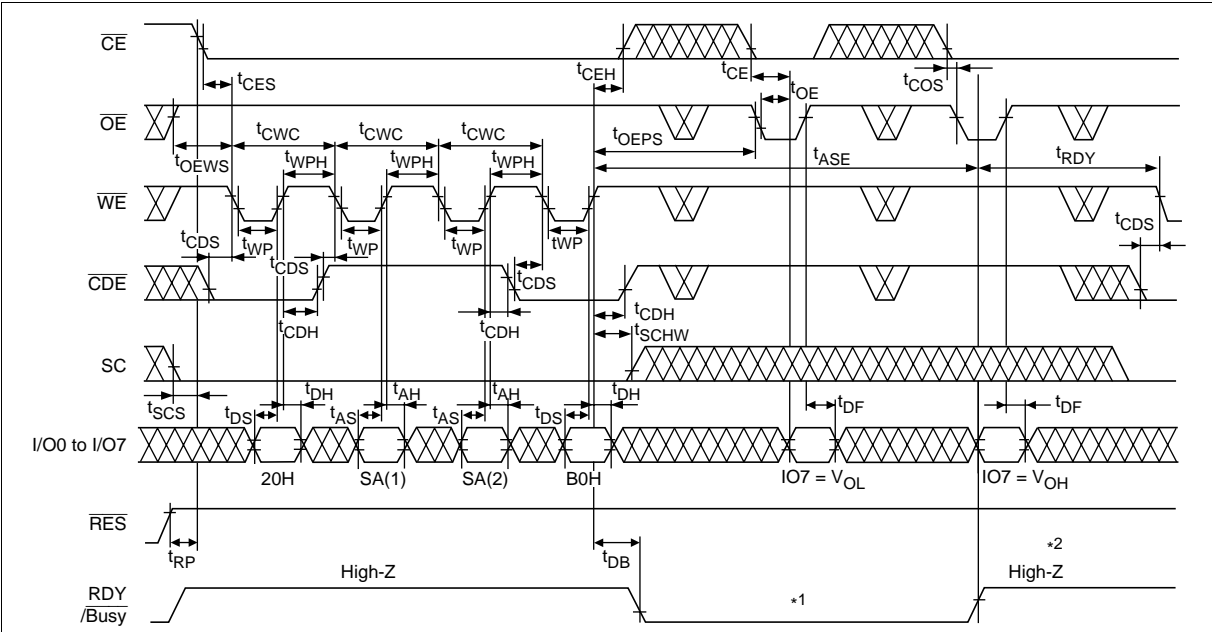 CE
tCES
tCEH
tCE
tOE
tCOS
OE
tOEWS
tCWC
tCWC
tCWC
tWPH
tWPH
tWPH
tOEPS
tASE
tRDY
WE
tCDS
tWP
tCDS
tWP
tWP
tWP
tCDS
tCDS
CDE
tCDH
tCDH
tCDH
tSCHW
SC
tSCS
tDS
tDH
tAS
tAH
tAS
tAH
tDS
tDH
tDF
tDF
I/O0 to I/O7
20H
SA(1)
SA(2)
B0H
IO7 = VOL
IO7 = VOH
RES
tRP
tDB
*2
High-Z
High-Z
RDY
/Busy
*1